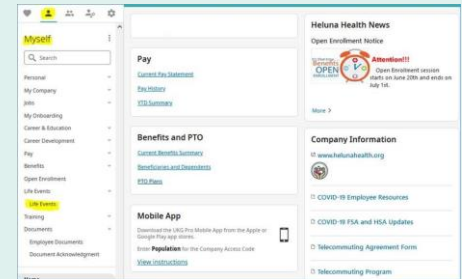 Myself
Search
Personal
My Company
Jobs
My Onboarding
Career & Education
Career Development
Pay
Benefits
Open Enrollment
Life Events
Life Events
Training
Documents
Employee Documents
Document Acknowledgment
Pay
Current Pay Statement
Pay History
YTD Summary
Benefits and PTO
Current Benefits Summary
Beneficiaries and Dependents
PTO Plans
Mobile App
Download the UKG Pro Mobile App from the Apple or
Google Play app stores.
Enter Population for the Company Access Code
View instructions
Heluna Health News
Open Enrollment Notice
Benefits
OPEN
ENROLLMENT
Attention!!!
Open Enrollment session
starts on June 20th and ends on
July 1st.
More >
Company Information
www.helunahealth.org
COVID-19 Employee Resources
COVID-19 FSA and HSA Updates
Telecommuting Agreement Form
Telecommuting Program